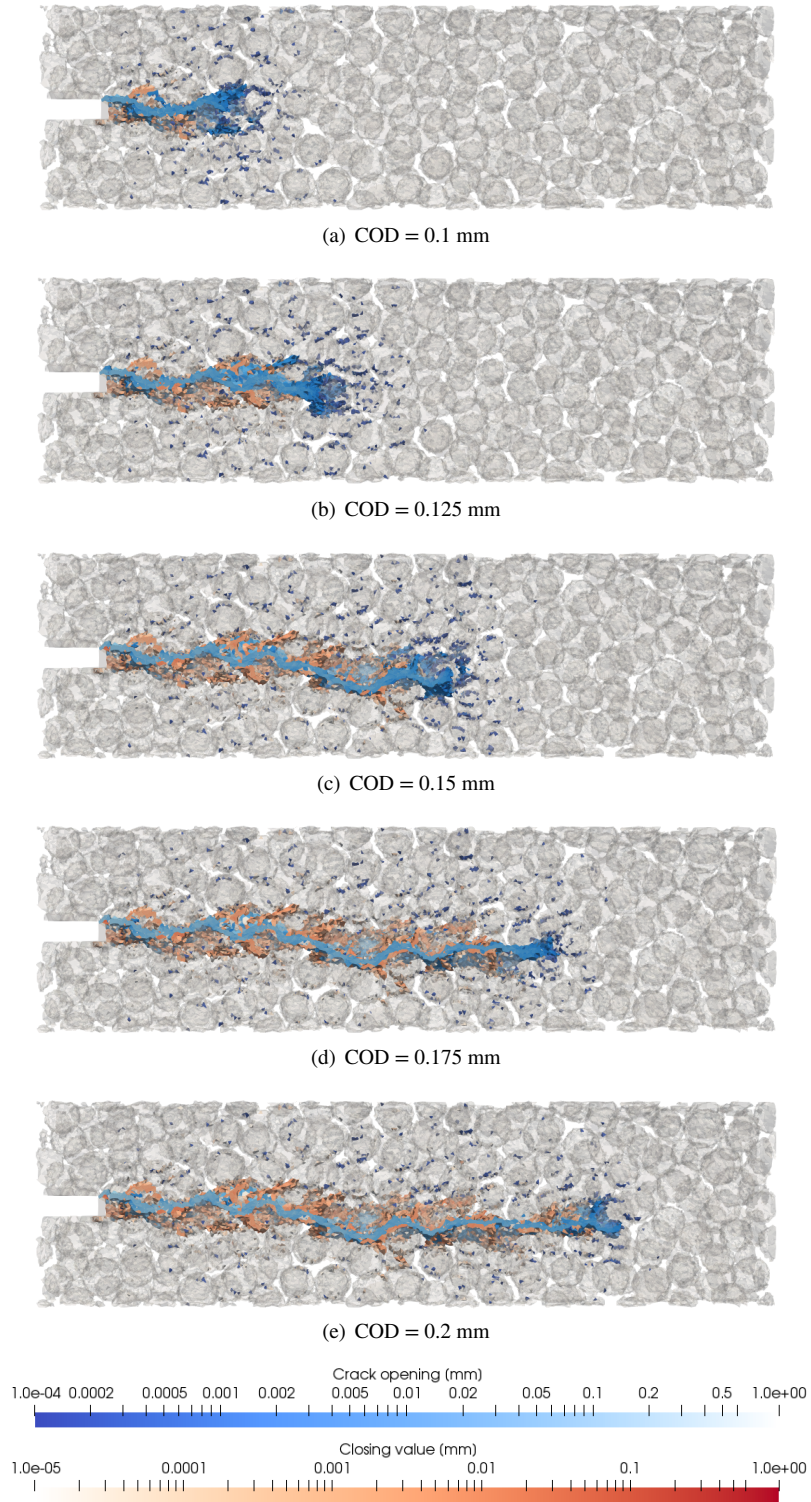 (a) COD = 0.1 mm
(b) COD = 0.125 mm
(c) COD = 0.15 mm
(d) COD = 0.175 mm
(e) COD = 0.2 mm
Crack opening (mm)
1.0e-04 0.0002 0.0005 0.001 0.002 0.005 0.01 0.02 0.05 0.1 0.2 0.5 1.0e+00
Closing value (mm)
1.0e-05 0.0001 0.001 0.01 0.1 1.0e+00